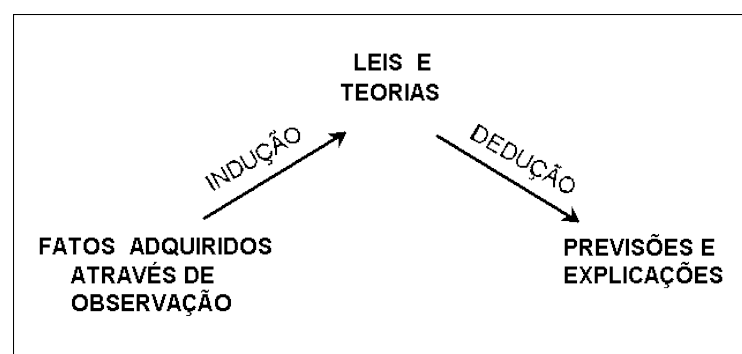 LEIS E
TEORIAS
INDUÇÃO
DEDUÇÃO
FATOS ADQUIRIDOS
ATRAVÉS DE
OBSERVAÇÃO
PREVISÕES E
EXPLICAÇÕES